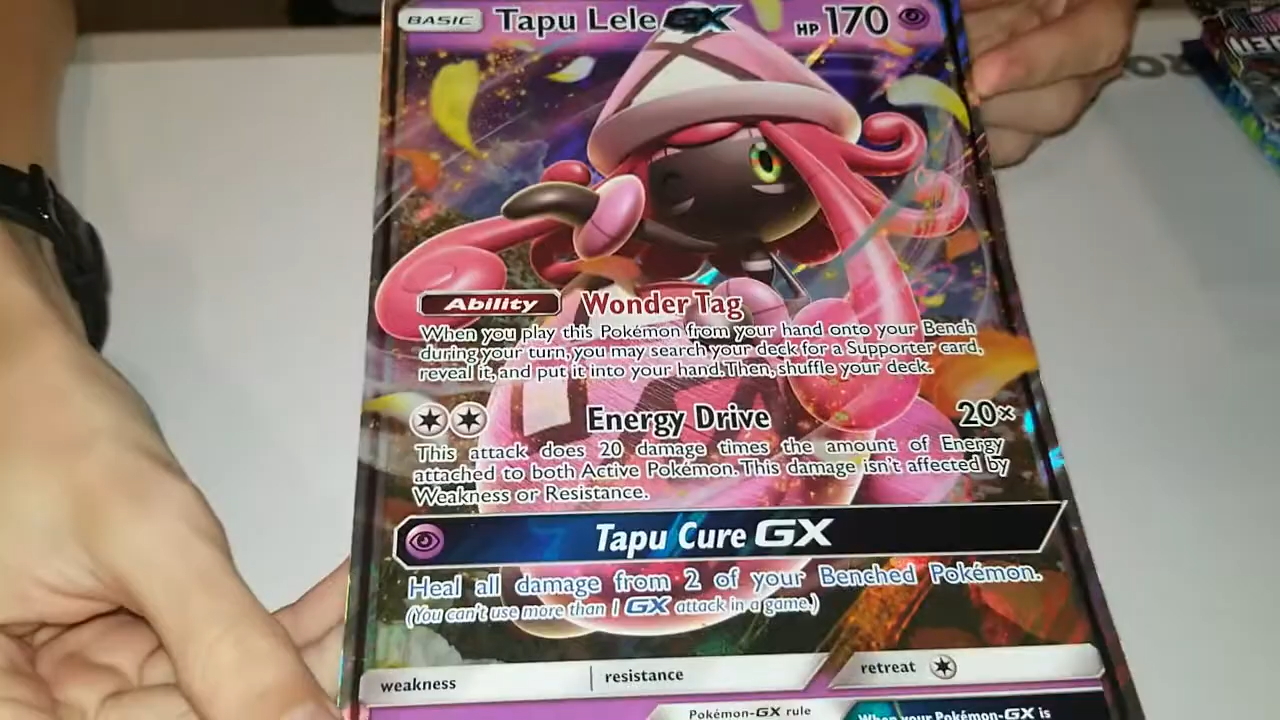 BASIC Tapu Lele GX HP 170
Ability Wonder Tag
When you play this Pokémon from your hand onto your Bench
during your turn, you may search your deck for a Supporter card,
reveal it, and put it into your hand. Then, shuffle your deck.
Energy Drive 20×
This attack does 20 damage times the amount of Energy
attached to both Active Pokémon. This damage isn't affected by
Weakness or Resistance.
Tapu Cure GX
Heal all damage from 2 of your Benched Pokémon.
(You can't use more than 1 GX attack in a game.)
weakness resistance retreat
Pokémon-GX rule When your Pokémon-GX is